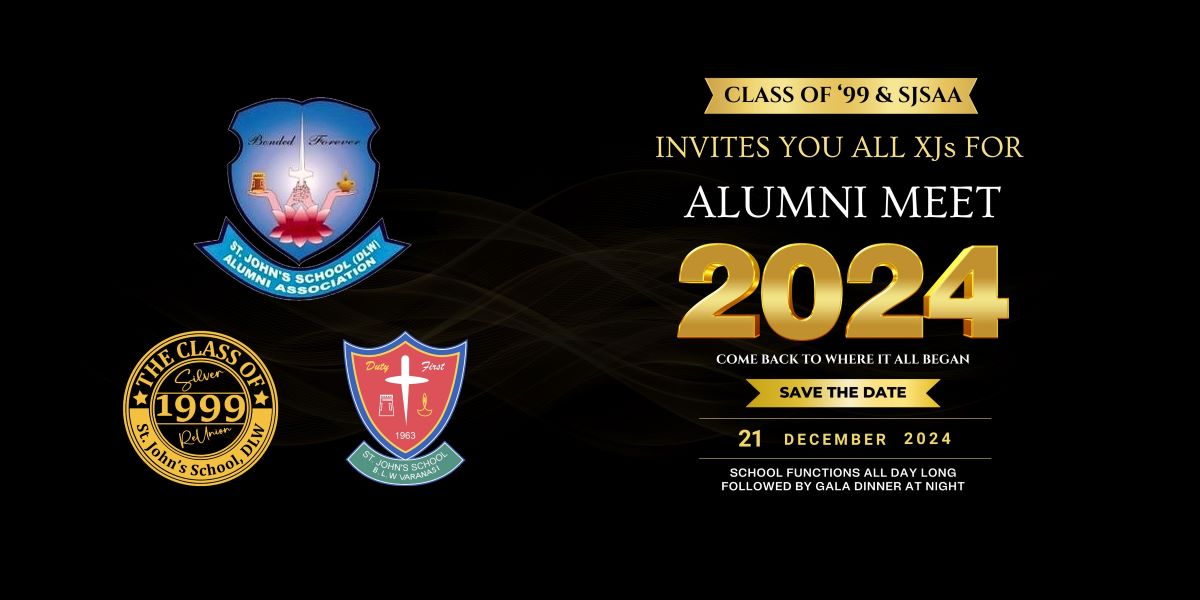 Bonded Forever
ST. JOHN'S SCHOOL (DLW)
ALUMNI ASSOCIATION
THE CLASS OF
Silver
1999
ReUnion
St. John's School, DLW
Duty First
1963
ST. JOHN'S SCHOOL
B L W VARANASI
CLASS OF ‘99 & SJSAA
INVITES YOU ALL XJs FOR
ALUMNI MEET
2024
COME BACK TO WHERE IT ALL BEGAN
SAVE THE DATE
21 DECEMBER 2024
SCHOOL FUNCTIONS ALL DAY LONG
FOLLOWED BY GALA DINNER AT NIGHT